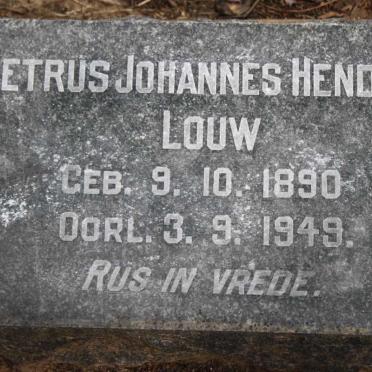 ETRUS JOHANNES HEND
LOUW
GEB. 9. 10. 1890
OORL. 3. 9. 1949.
RUS IN VREDE.